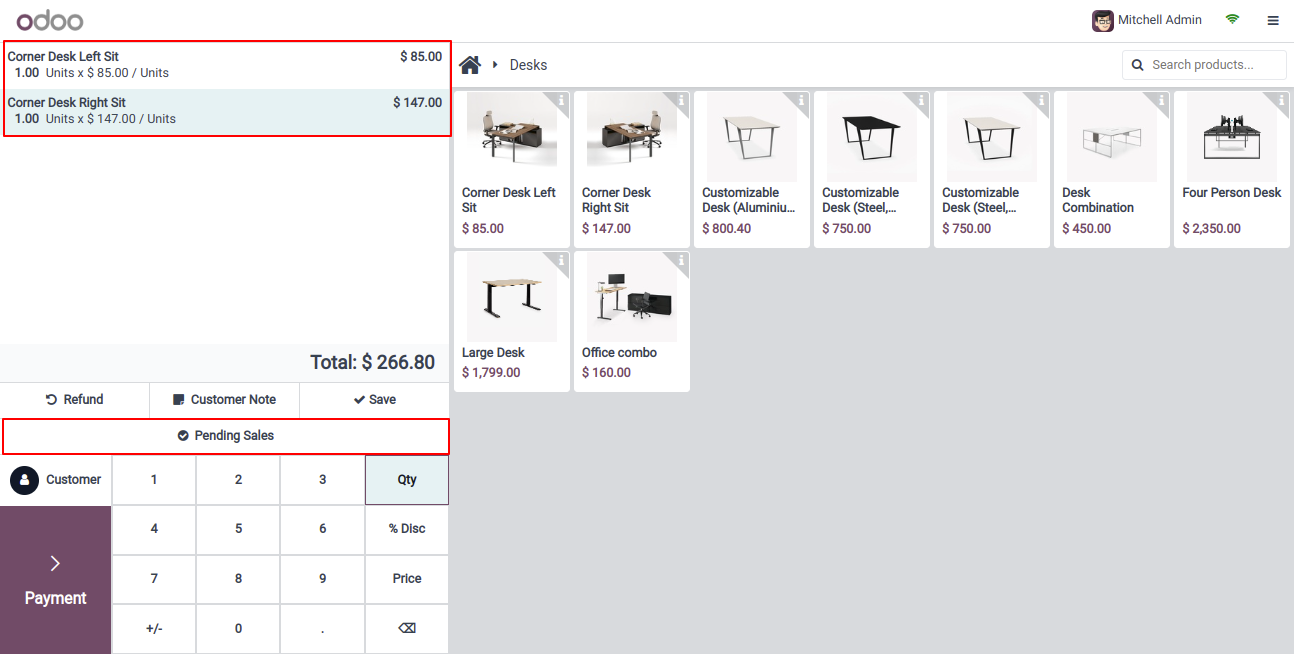 odoo
Mitchell Admin
Corner Desk Left Sit $ 85.00
1.00 Units x $ 85.00 / Units
Corner Desk Right Sit $ 147.00
1.00 Units x $ 147.00 / Units
Total: $ 266.80
Refund Customer Note Save
Pending Sales
Customer 1 2 3 Qty
4 5 6 % Disc
7 8 9 Price
Payment
+/- 0 .
Desks
Search products...
Corner Desk Left
Sit
$ 85.00
Corner Desk
Right Sit
$ 147.00
Customizable
Desk (Aluminiu...
$ 800.40
Customizable
Desk (Steel,...
$ 750.00
Customizable
Desk (Steel,...
$ 750.00
Desk
Combination
$ 450.00
Four Person Desk
$ 2,350.00
Large Desk
$ 1,799.00
Office combo
$ 160.00